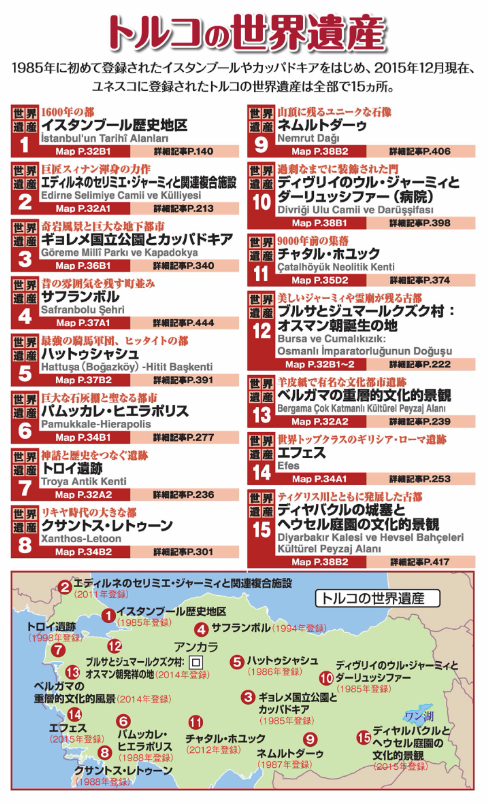 トルコの世界遺産
1985年に初めて登録されたイスタンブールやカッパドキアをはじめ、2015年12月現在、
ユネスコに登録されたトルコの世界遺産は全部で15ヵ所。
世界遺産
1
1600年の都
イスタンブール歴史地区
İstanbul'un Tarihî Alanları
Map P.32B1 詳細記事P.140
世界遺産
2
巨匠スィナン渾身の力作
エディルネのセリミエ・ジャーミィと関連複合施設
Edirne Selimiye Camii ve Külliyesi
Map P.32A1 詳細記事P.213
世界遺産
3
奇岩風景と巨大な地下都市
ギョレメ国立公園とカッパドキア
Göreme Millî Parkı ve Kapadokya
Map P.36B1 詳細記事P.340
世界遺産
4
昔の雰囲気を残す町並み
サフランボル
Safranbolu Şehri
Map P.37A1 詳細記事P.444
世界遺産
5
最強の騎馬軍団、ヒッタイトの都
ハットゥシャシュ
Hattuşa (Boğazköy) -Hitit Başkenti
Map P.37B2 詳細記事P.391
世界遺産
6
巨大な石灰棚と聖なる都市
パムッカレ・ヒエラポリス
Pamukkale-Hierapolis
Map P.34B1 詳細記事P.277
世界遺産
7
神話と歴史をつなぐ遺跡
トロイ遺跡
Troya Antik Kenti
Map P.32A2 詳細記事P.236
世界遺産
8
リキヤ時代の大きな都
クサントス・レトゥーン
Xanthos-Letoon
Map P.34B2 詳細記事P.301
世界遺産
9
山頂に残るユニークな石像
ネムルトダーゥ
Nemrut Dağı
Map P.38B2 詳細記事P.406
世界遺産
10
過剰なまでに装飾された門
ディヴリイのウル・ジャーミィと
ダーリュッシファー(病院)
Divriği Ulu Camii ve Darüşşifası
Map P.38B1 詳細記事P.398
世界遺産
11
9000年前の集落
チャタル・ホユック
Çatalhöyük Neolitik Kenti
Map P.35D2 詳細記事P.374
世界遺産
12
美しいジャーミィや霊廟が残る古都
ブルサとジュマールクズク村：
オスマン朝誕生の地
Bursa ve Cumalıkızık:
Osmanlı İmparatorluğunun Doğuşu
Map P.32B1～2 詳細記事P.222
世界遺産
13
羊皮紙で有名な文化都市遺跡
ベルガマの重層的文化的景観
Bergama Çok Katmanlı Kültürel Peyzaj Alanı
Map P.32A2 詳細記事P.239
世界遺産
14
世界トップクラスのギリシア・ローマ遺跡
エフェス
Efes
Map P.34A1 詳細記事P.253
世界遺産
15
ティグリス川とともに発展した古都
ディヤバクルの城塞と
ヘウセル庭園の文化的景観
Diyarbakır Kalesi ve Hevsel Bahçeleri
Kültürel Peyzaj Alanı
Map P.38B2 詳細記事P.417
トルコの世界遺産
2 エディルネのセリミエ・ジャーミィと関連複合施設
(2011年登録)
1 イスタンブール歴史地区
(1985年登録)
トロイ遺跡
(1998年登録)
7
4 サフランボル (1994年登録)
12
ブルサとジュマールクズク村:
オスマン朝発祥の地 (2014年登録)
アンカラ
5 ハットゥシャシュ
(1986年登録)
ディヴリイのウル・ジャーミィと
10 ダーリュッシファー
(1985年登録)
13
ベルガマの
重層的文化的風景 (2014年登録)
3 ギョレメ国立公園と
カッパドキア
(1985年登録)
14
エフェス
(2015年登録)
6
パムッカレ・
ヒエラポリス
(1988年登録)
11
チャタル・ホユック
(2012年登録)
9
ネムルトダーゥ
(1987年登録)
ワン湖
15 ディヤルバクルと
ヘウセル庭園の
文化的景観
(2015年登録)
8
クサントス・レトゥーン
(1988年登録)